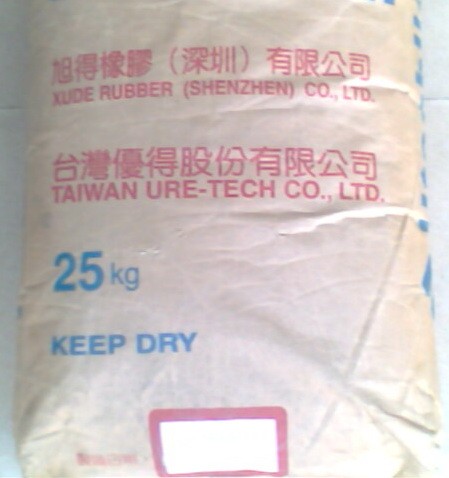 旭得橡膠（深圳）有限公司
XUDE RUBBER (SHENZHEN) CO., LTD.
台灣優得股份有限公司
TAIWAN URE-TECH CO., LTD.
25kg
KEEP DRY